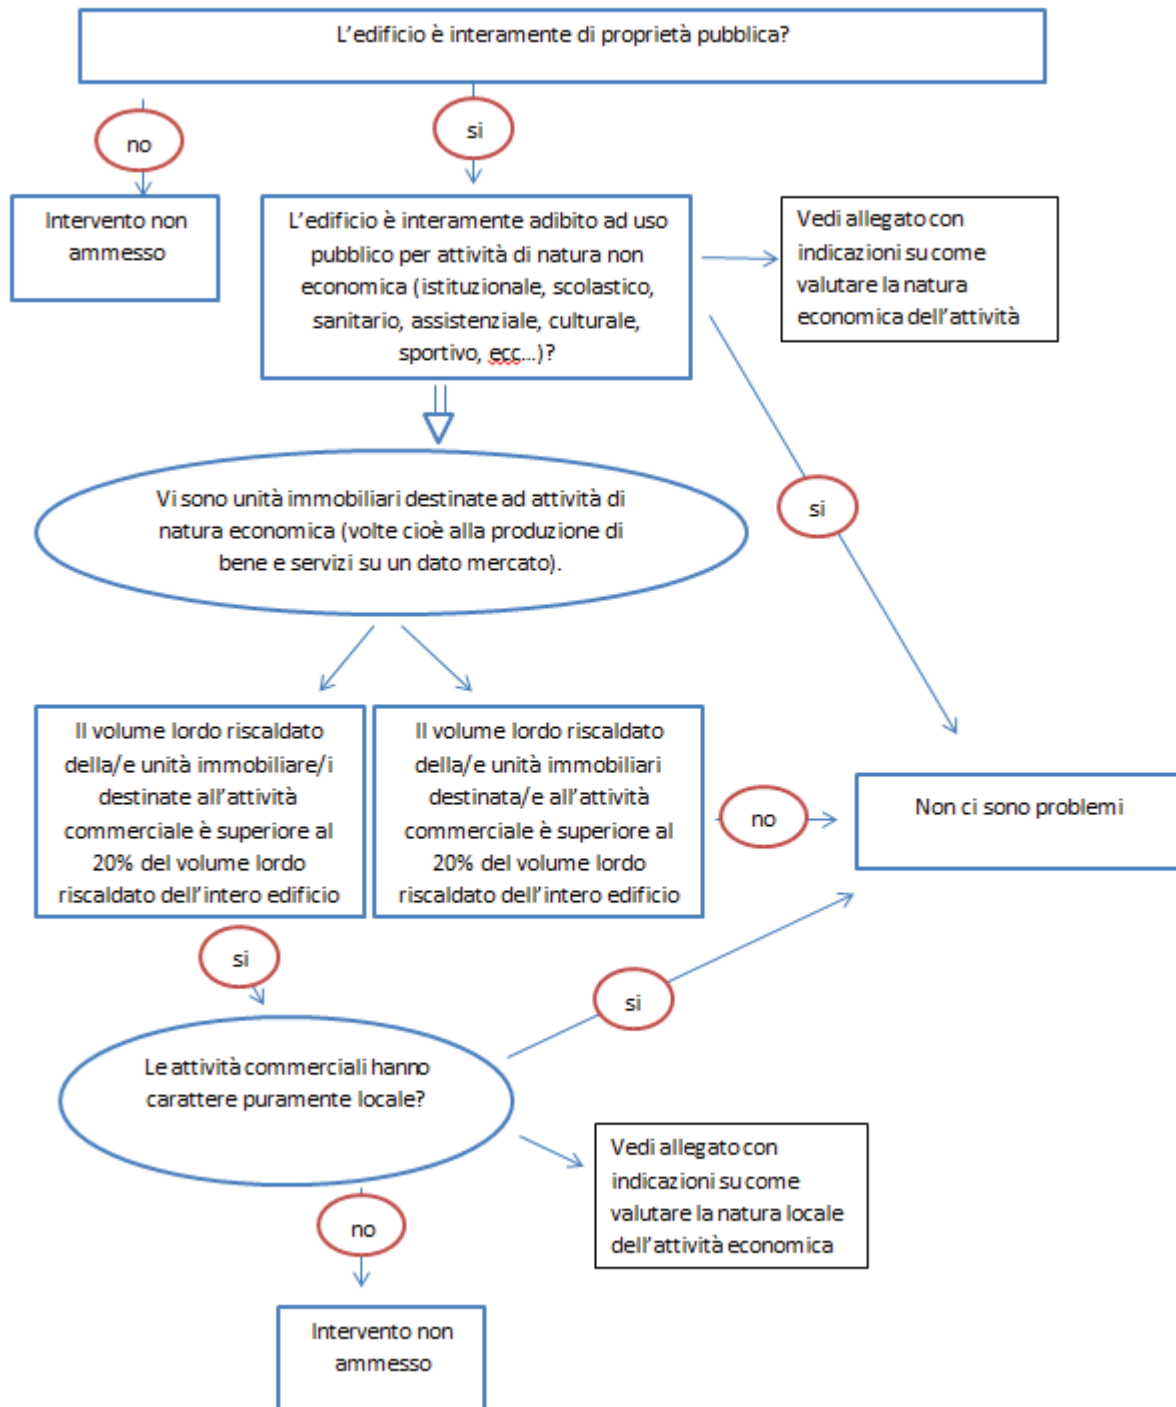 L'edificio è interamente di proprietà pubblica?
no
si
Intervento non
ammesso
L'edificio è interamente adibito ad uso
pubblico per attività di natura non
economica (istituzionale, scolastico,
sanitario, assistenziale, culturale,
sportivo, ecc...)?
Vedi allegato con
indicazioni su come
valutare la natura
economica dell'attività
Vi sono unità immobiliari destinate ad attività di
natura economica (volte cioè alla produzione di
bene e servizi su un dato mercato).
si
Il volume lordo riscaldato
della/e unità immobiliare/i
destinate all'attività
commerciale è superiore al
20% del volume lordo
riscaldato dell'intero edificio
Il volume lordo riscaldato
della/e unità immobiliari
destinata/e all'attività
commerciale è superiore al
20% del volume lordo
riscaldato dell'intero edificio
no
Non ci sono problemi
si
si
Le attività commerciali hanno
carattere puramente locale?
Vedi allegato con
indicazioni su come
valutare la natura locale
dell'attività economica
no
Intervento non
ammesso